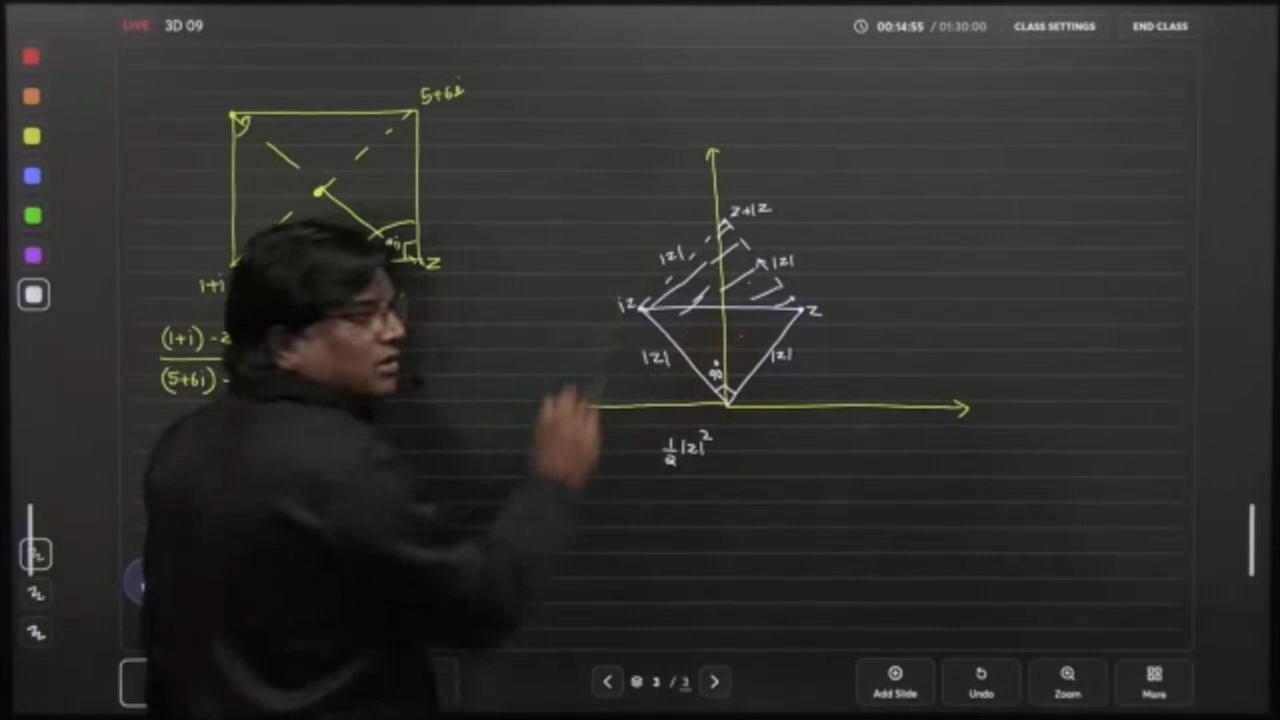 LIVE 3D 09
00:14:55 / 01:30:00 CLASS SETTINGS END CLASS
5+6i
z+iz
|z| |z|
90
z
1+i
iz z
(1+i) - z
(5+6i) -
|z| |z|
90°
1/2 |z|²
3 / 3
Add Slide Undo Zoom More